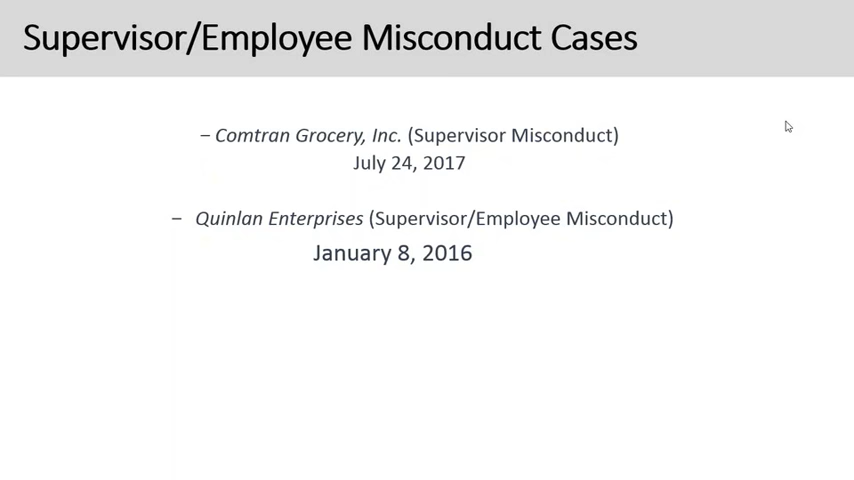 Supervisor/Employee Misconduct Cases
– Comtran Grocery, Inc. (Supervisor Misconduct)
July 24, 2017
– Quinlan Enterprises (Supervisor/Employee Misconduct)
January 8, 2016